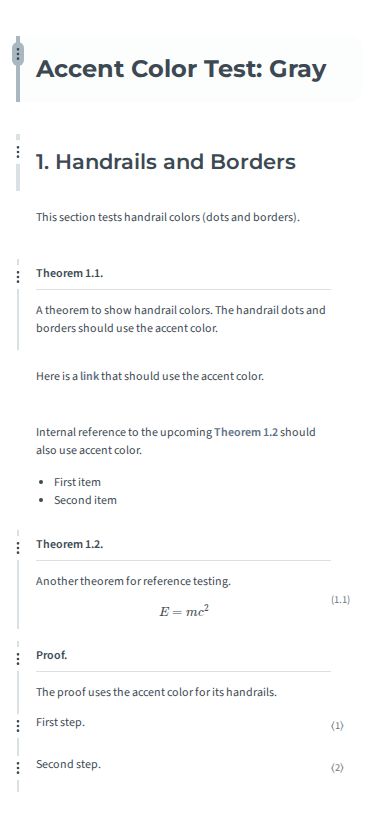 Accent Color Test: Gray
1. Handrails and Borders
This section tests handrail colors (dots and borders).
Theorem 1.1.
A theorem to show handrail colors. The handrail dots and
borders should use the accent color.
Here is a link that should use the accent color.
Internal reference to the upcoming Theorem 1.2 should
also use accent color.
• First item
• Second item
Theorem 1.2.
Another theorem for reference testing.
E = mc² (1.1)
Proof.
The proof uses the accent color for its handrails.
First step. (1)
Second step. (2)